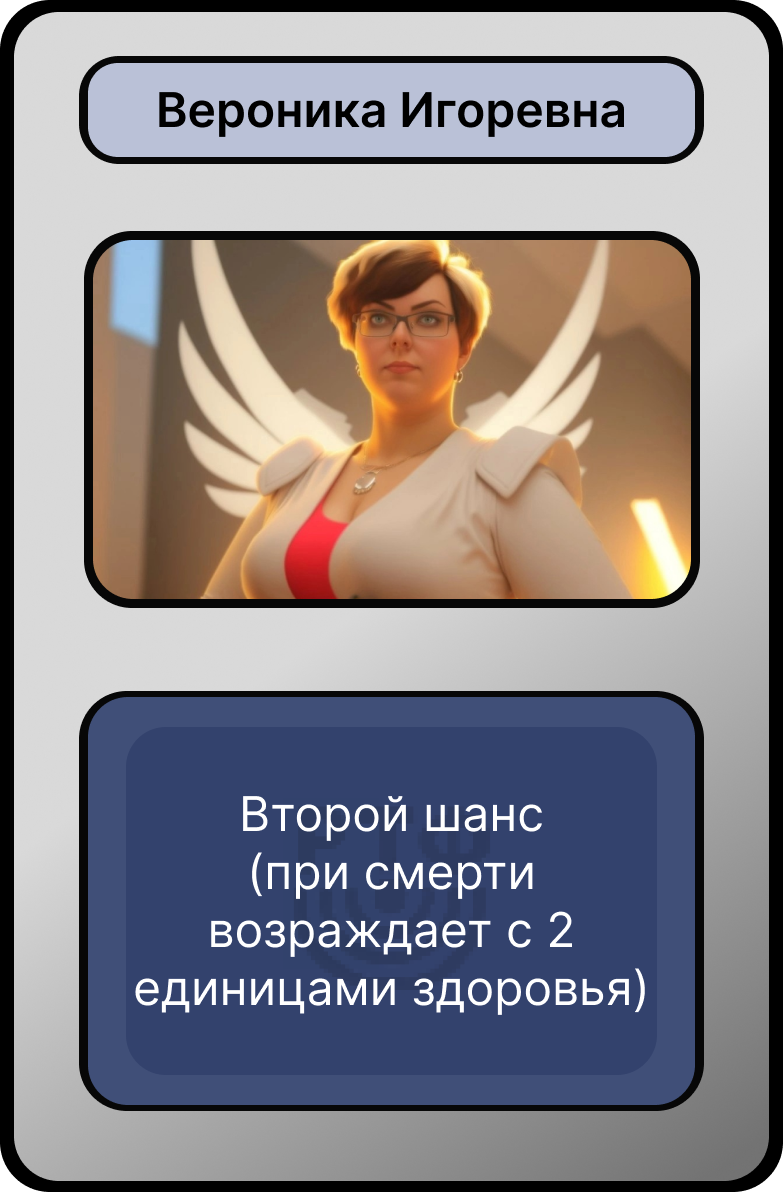 Вероника Игоревна
Второй шанс
(при смерти
возраждает с 2
единицами здоровья)